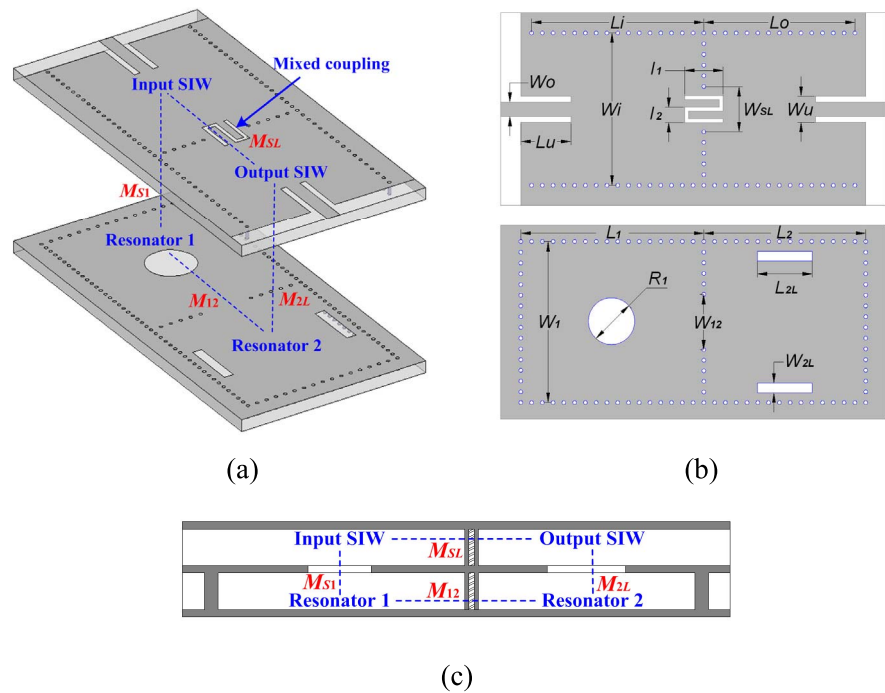 Mixed coupling
Input SIW
MSL
Output SIW
MS1
Resonator 1
M12
M2L
Resonator 2
(a)
Li
Lo
l1
Wo
l2
Wi
WSL
Wu
Lu
L1
L2
R1
L2L
W1
W12
W2L
(b)
Input SIW
Output SIW
MSL
MS1
M12
M2L
Resonator 1
Resonator 2
(c)